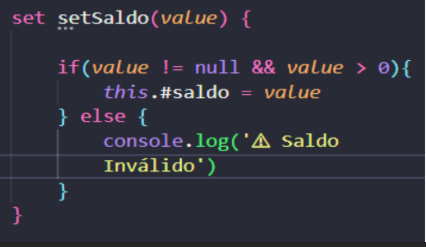 set setSaldo(value) {
if(value != null && value > 0){
this.#saldo = value
} else {
console.log('⚠ Saldo
Inválido')
}
}